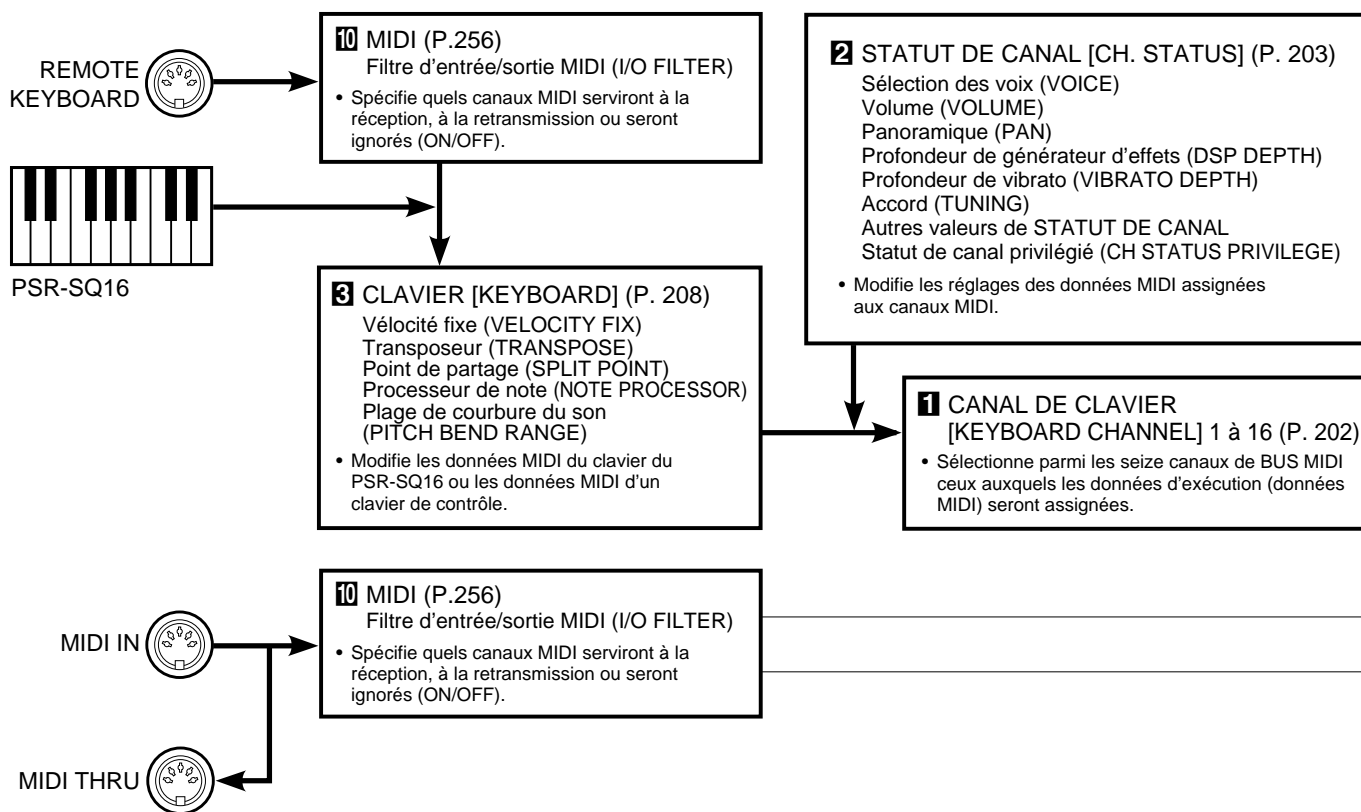 REMOTE
KEYBOARD
10 MIDI (P.256)
Filtre d'entrée/sortie MIDI (I/O FILTER)
• Spécifie quels canaux MIDI serviront à la
réception, à la retransmission ou seront
ignorés (ON/OFF).
2 STATUT DE CANAL [CH. STATUS] (P. 203)
Sélection des voix (VOICE)
Volume (VOLUME)
Panoramique (PAN)
Profondeur de générateur d'effets (DSP DEPTH)
Profondeur de vibrato (VIBRATO DEPTH)
Accord (TUNING)
Autres valeurs de STATUT DE CANAL
Statut de canal privilégié (CH STATUS PRIVILEGE)
• Modifie les réglages des données MIDI assignées
aux canaux MIDI.
PSR-SQ16
3 CLAVIER [KEYBOARD] (P. 208)
Vélocité fixe (VELOCITY FIX)
Transposeur (TRANSPOSE)
Point de partage (SPLIT POINT)
Processeur de note (NOTE PROCESSOR)
Plage de courbure du son
(PITCH BEND RANGE)
• Modifie les données MIDI du clavier du
PSR-SQ16 ou les données MIDI d'un
clavier de contrôle.
1 CANAL DE CLAVIER
[KEYBOARD CHANNEL] 1 à 16 (P. 202)
• Sélectionne parmi les seize canaux de BUS MIDI
ceux auxquels les données d'exécution (données
MIDI) seront assignées.
MIDI IN
10 MIDI (P.256)
Filtre d'entrée/sortie MIDI (I/O FILTER)
• Spécifie quels canaux MIDI serviront à la
réception, à la retransmission ou seront
ignorés (ON/OFF).
MIDI THRU